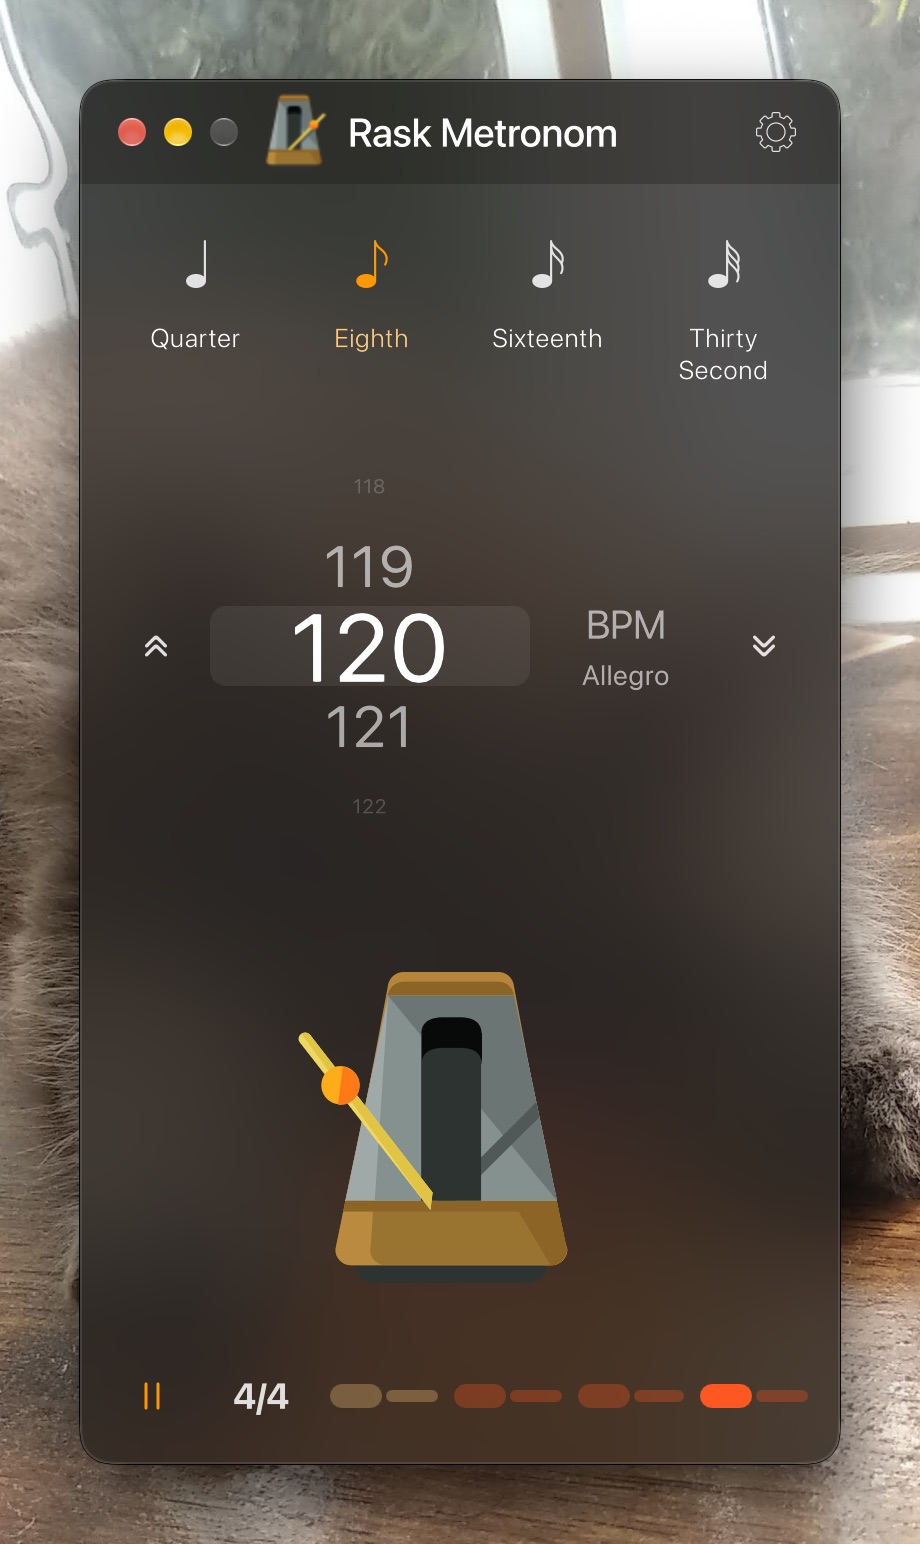 Rask Metronom
Quarter
Eighth
Sixteenth
Thirty
Second
118
119
120
121
122
BPM
Allegro
4/4